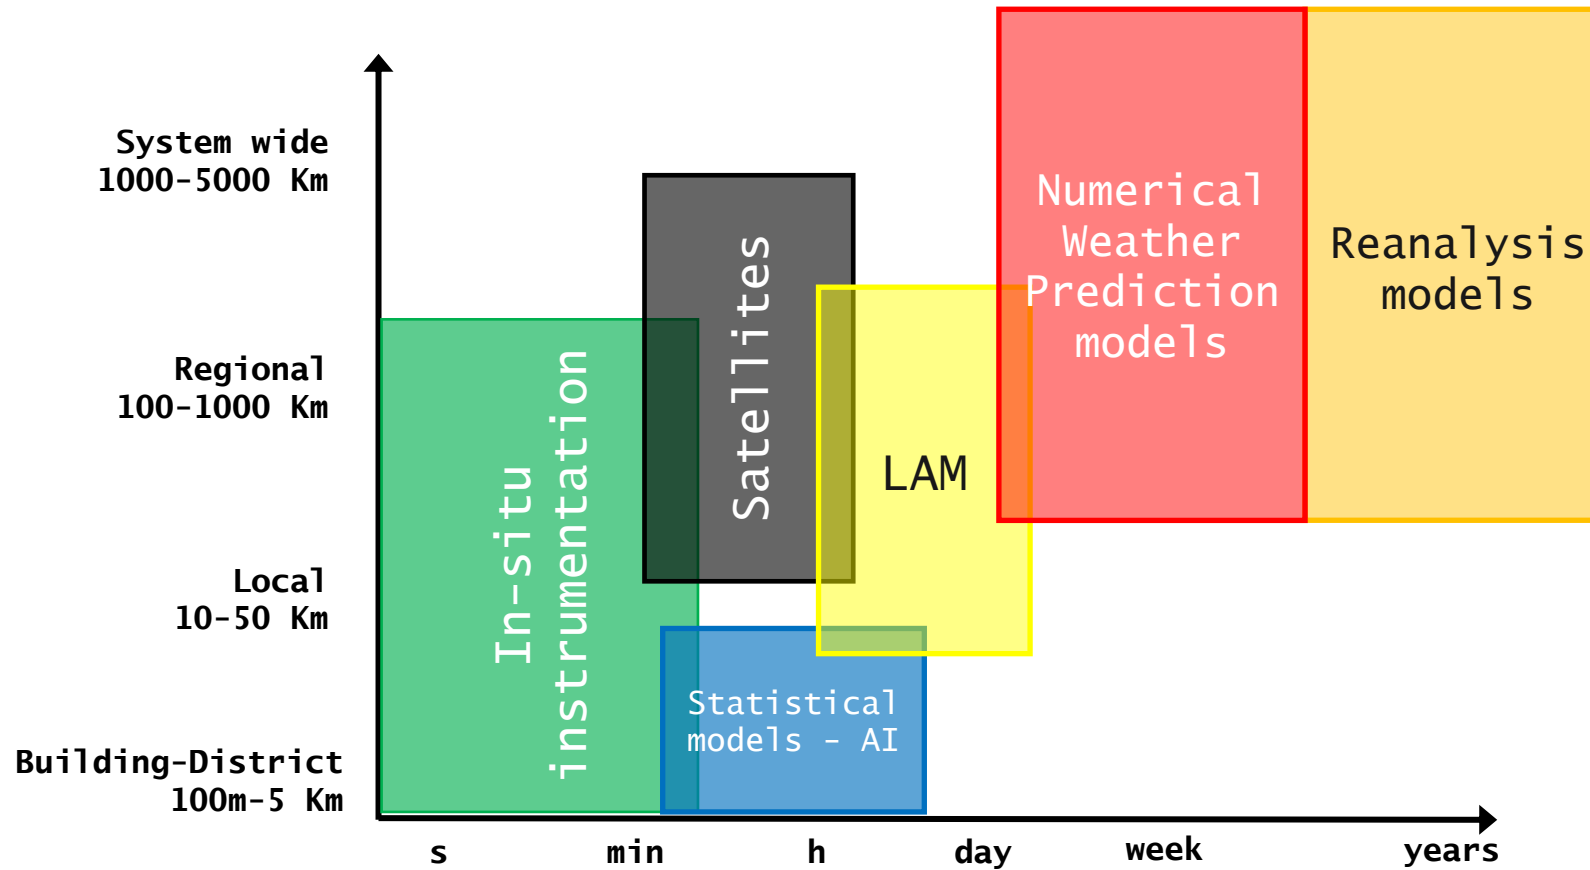 System wide
1000-5000 Km
Regional
100-1000 Km
Local
10-50 Km
Building-District
100m-5 Km
In-situ
instrumentation
Satellites
Statistical
models - AI
LAM
Numerical
Weather
Prediction
models
Reanalysis
models
s min h day week years